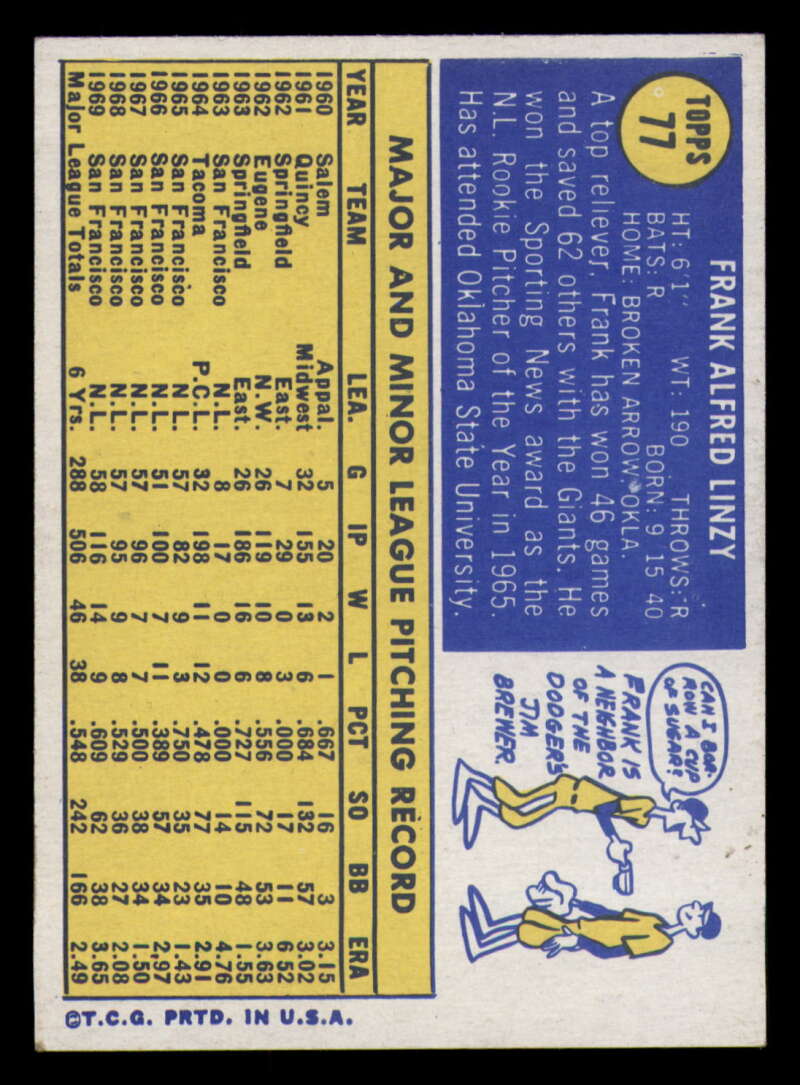 TOPPS
77
FRANK ALFRED LINZY
HT: 6'1" WT: 190 THROWS: R
BATS: R BORN: 9 15 40
HOME: BROKEN ARROW, OKLA.
A top reliever, Frank has won 46 games
and saved 62 others with the Giants. He
won the Sporting News award as the
N.L. Rookie Pitcher of the Year in 1965.
Has attended Oklahoma State University.
CAN I BOR-
ROW A CUP
OF SUGAR?
FRANK IS
A NEIGHBOR
OF THE
DODGER'S
JIM
BREWER.
MAJOR AND MINOR LEAGUE PITCHING RECORD
YEAR TEAM LEA. G IP W L PCT SO BB ERA
1960 Salem Appal. 5 20 2 1 .667 16 3 3.15
1961 Quincy Midwest 32 155 13 6 .684 132 57 3.02
1962 Springfield East. 7 29 0 3 .000 17 11 6.52
1962 Eugene N.W. 26 119 10 8 .556 72 53 3.63
1963 Springfield East. 26 186 16 6 .727 115 48 1.55
1963 San Francisco N.L. 8 17 0 0 .000 14 10 4.76
1964 Tacoma P.C.L. 32 198 11 12 .478 77 35 2.91
1965 San Francisco N.L. 57 82 9 3 .750 35 23 1.43
1966 San Francisco N.L. 51 100 7 11 .389 57 34 2.97
1967 San Francisco N.L. 57 96 7 7 .500 38 34 1.50
1968 San Francisco N.L. 57 95 9 8 .529 36 27 2.08
1969 San Francisco N.L. 58 116 14 9 .609 62 38 3.65
Major League Totals 6 Yrs. 288 506 46 38 .548 242 166 2.49
©T.C.G. PRTD. IN U.S.A.